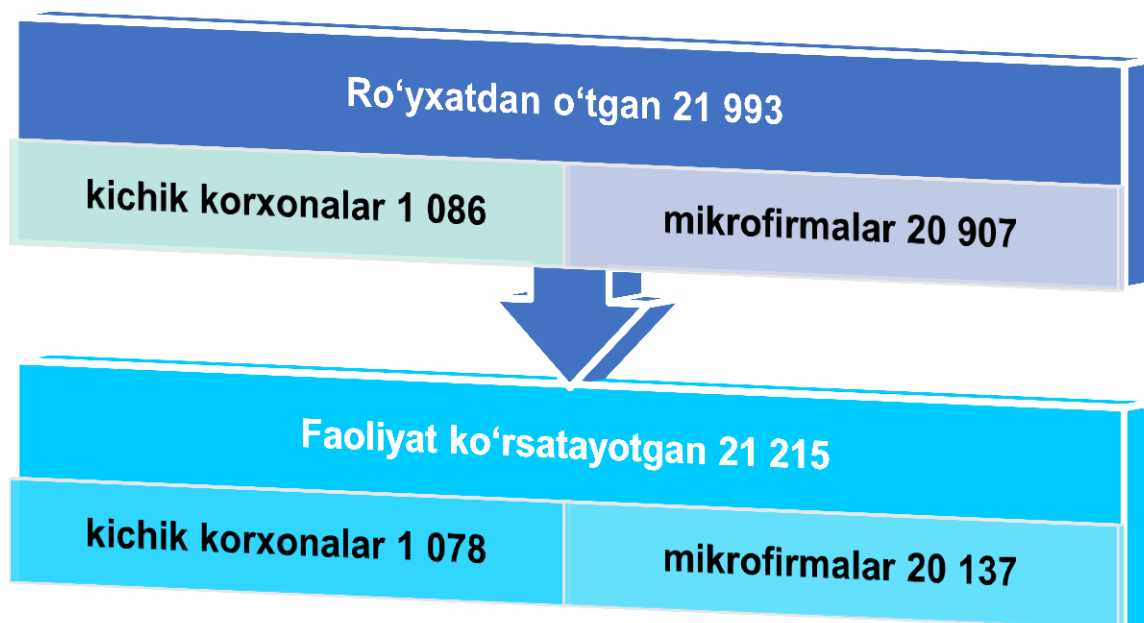 Ro‘yxatdan o‘tgan 21 993
kichik korxonalar 1 086
mikrofirmalar 20 907
Faoliyat ko‘rsatayotgan 21 215
kichik korxonalar 1 078
mikrofirmalar 20 137